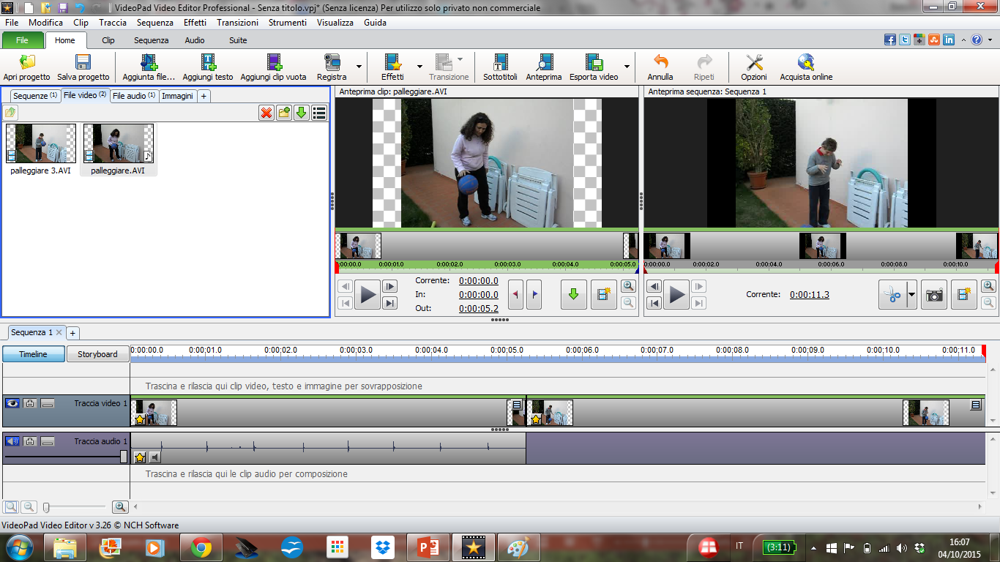 VideoPad Video Editor Professional - Senza titolo.vpj* (Senza licenza) Per utilizzo solo privato non commerciale
File Modifica Clip Traccia Sequenza Effetti Transizioni Strumenti Visualizza Guida
File Home Clip Sequenza Audio Suite
Apri progetto Salva progetto Aggiunta file... Aggiungi testo Aggiungi clip vuota Registra Effetti Transizione Sottotitoli Anteprima Esporta video Annulla Ripeti Opzioni Acquista online
Sequenze (1) File video (2) File audio (1) Immagini +
palleggiare 3.AVI palleggiare.AVI
Anteprima clip: palleggiare.AVI
0:00:00.0 0:00:01.0 0:00:02.0 0:00:03.0 0:00:04.0 0:00:05.0
Corrente: 0:00:00.0
In: 0:00:00.0
Out: 0:00:05.2
Anteprima sequenza: Sequenza 1
0:00:00.0 0:00:02.0 0:00:04.0 0:00:06.0 0:00:08.0 0:00:10.0
Corrente: 0:00:11.3
Sequenza 1 +
Timeline Storyboard
0:00:00.0 0:00:01.0 0:00:02.0 0:00:03.0 0:00:04.0 0:00:05.0 0:00:06.0 0:00:07.0 0:00:08.0 0:00:09.0 0:00:10.0 0:00:11.0
Trascina e rilascia qui clip video, testo e immagine per sovrapposizione
Traccia video 1
Traccia audio 1
Trascina e rilascia qui le clip audio per composizione
VideoPad Video Editor v 3.26 © NCH Software
IT (3:11) 16:07
04/10/2015